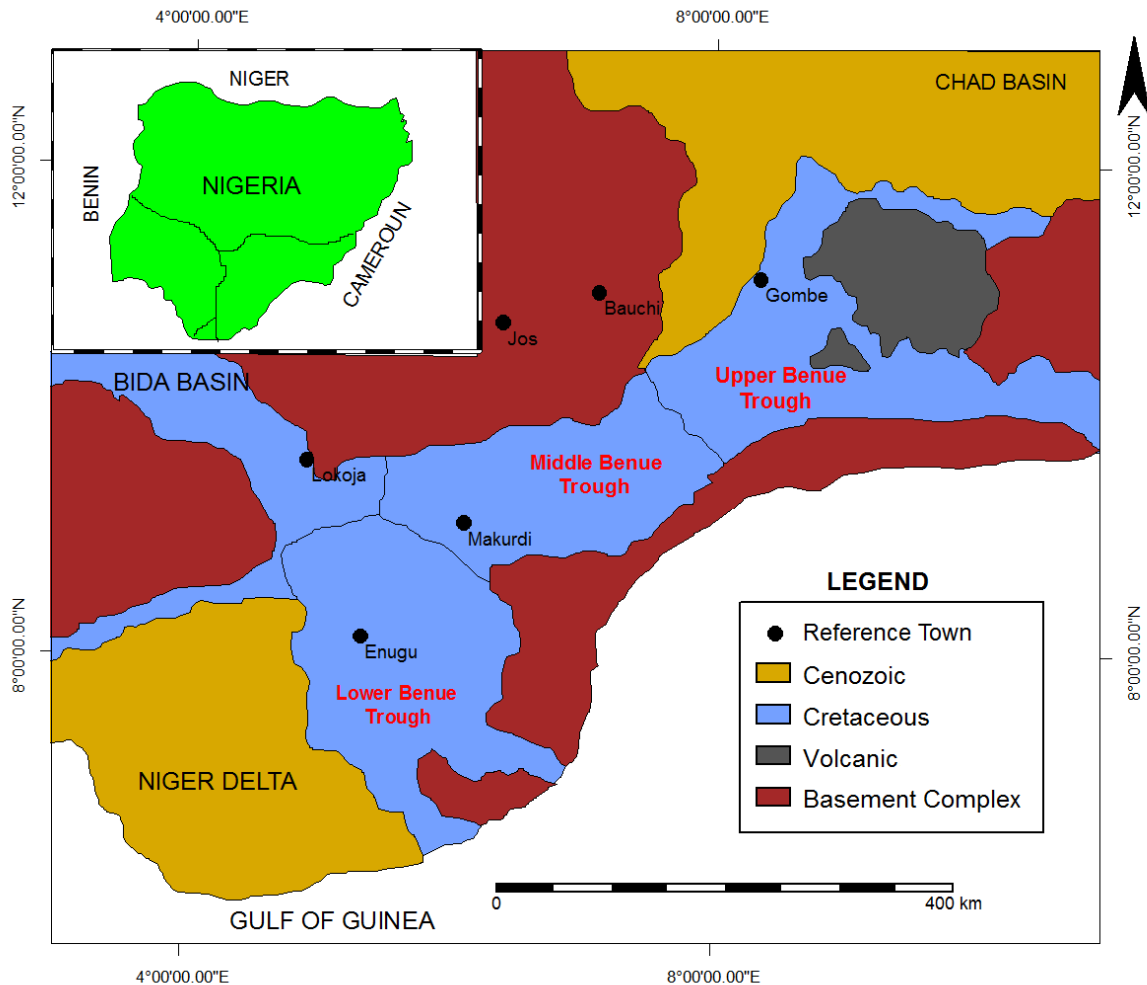 4°00'00.00"E
8°00'00.00"E
NIGER
CHAD BASIN
12°00'00.00"N
12°00'00.00"N
BENIN
NIGERIA
CAMEROUN
Gombe
Bauchi
Jos
BIDA BASIN
Upper Benue
Trough
Lokoja
Middle Benue
Trough
Makurdi
LEGEND
Reference Town
Cenozoic
Cretaceous
Volcanic
Basement Complex
8°00'00.00"N
8°00'00.00"N
Enugu
Lower Benue
Trough
NIGER DELTA
0
400 km
GULF OF GUINEA
4°00'00.00"E
8°00'00.00"E